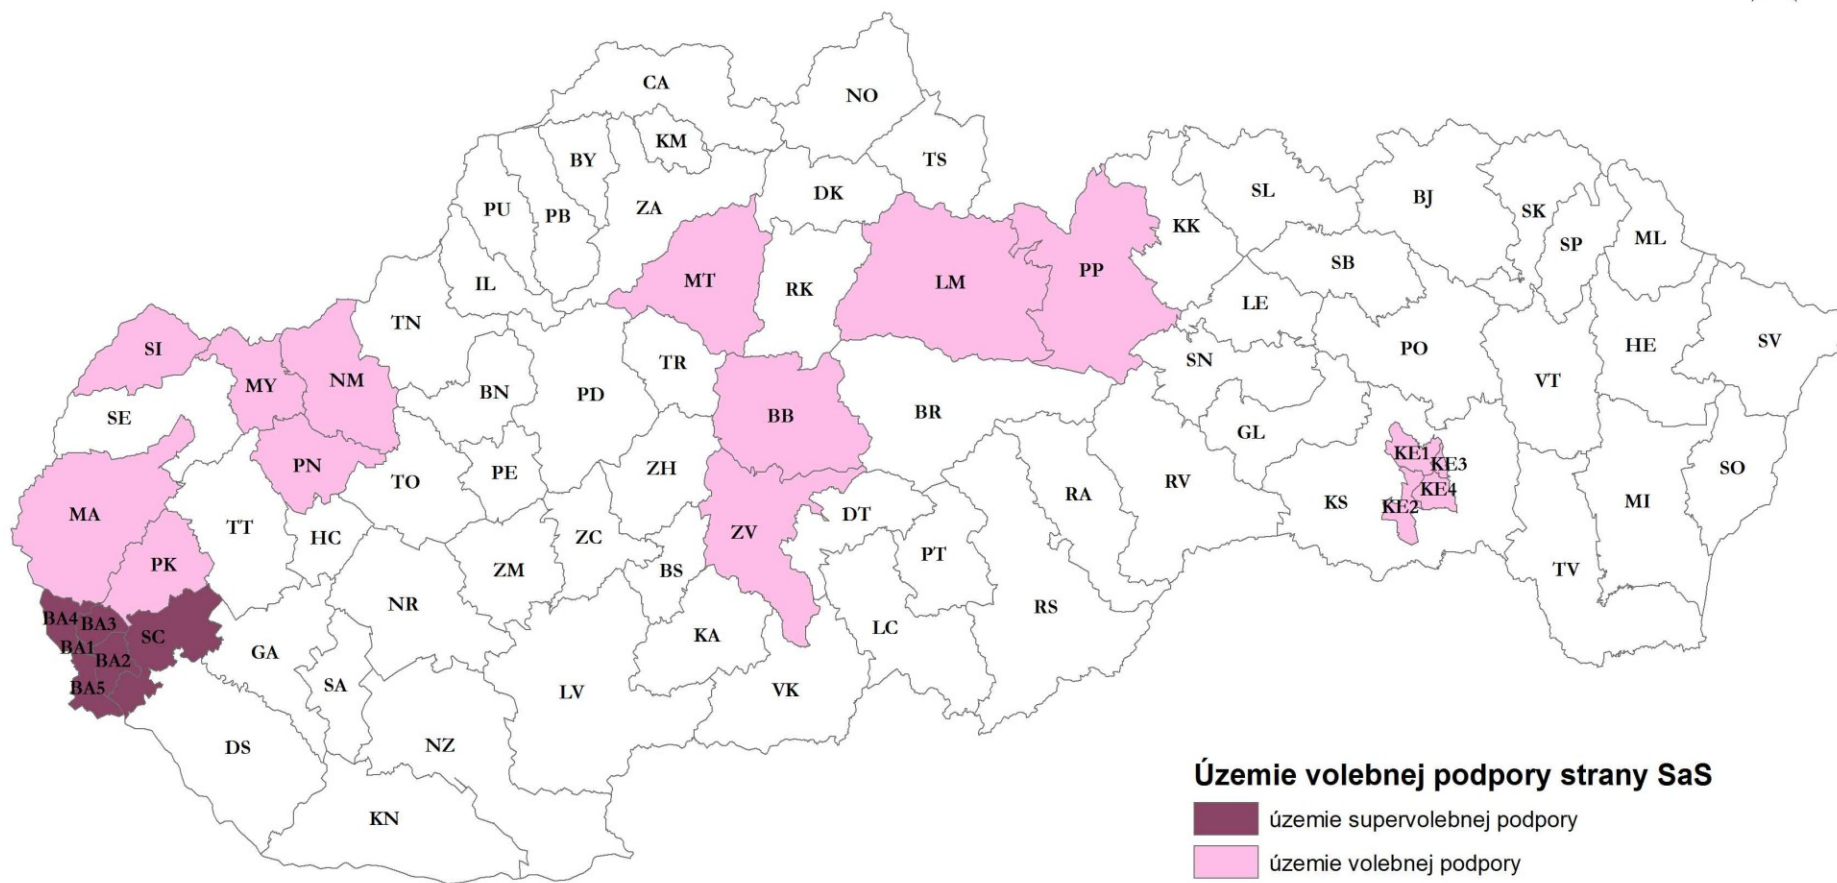 CA
NO
KM
BY
TS
DK
SL
BJ
SK
PU
PB
ZA
KK
SP
ML
SB
MT
LM
PP
IL
RK
LE
TN
SI
TR
SN
PO
HE
SV
MY
NM
BN
PD
VT
SE
BB
BR
GL
PN
TO
PE
ZH
KE1
KE3
SO
RA
RV
KE4
MA
TT
HC
ZC
ZV
DT
KS
KE2
MI
PK
ZM
BS
PT
TV
NR
RS
BA4
BA3
SC
KA
LC
BA1
BA2
GA
BA5
SA
LV
VK
DS
NZ
KN
Územie volebnej podpory strany SaS
územie supervolebnej podpory
územie volebnej podpory